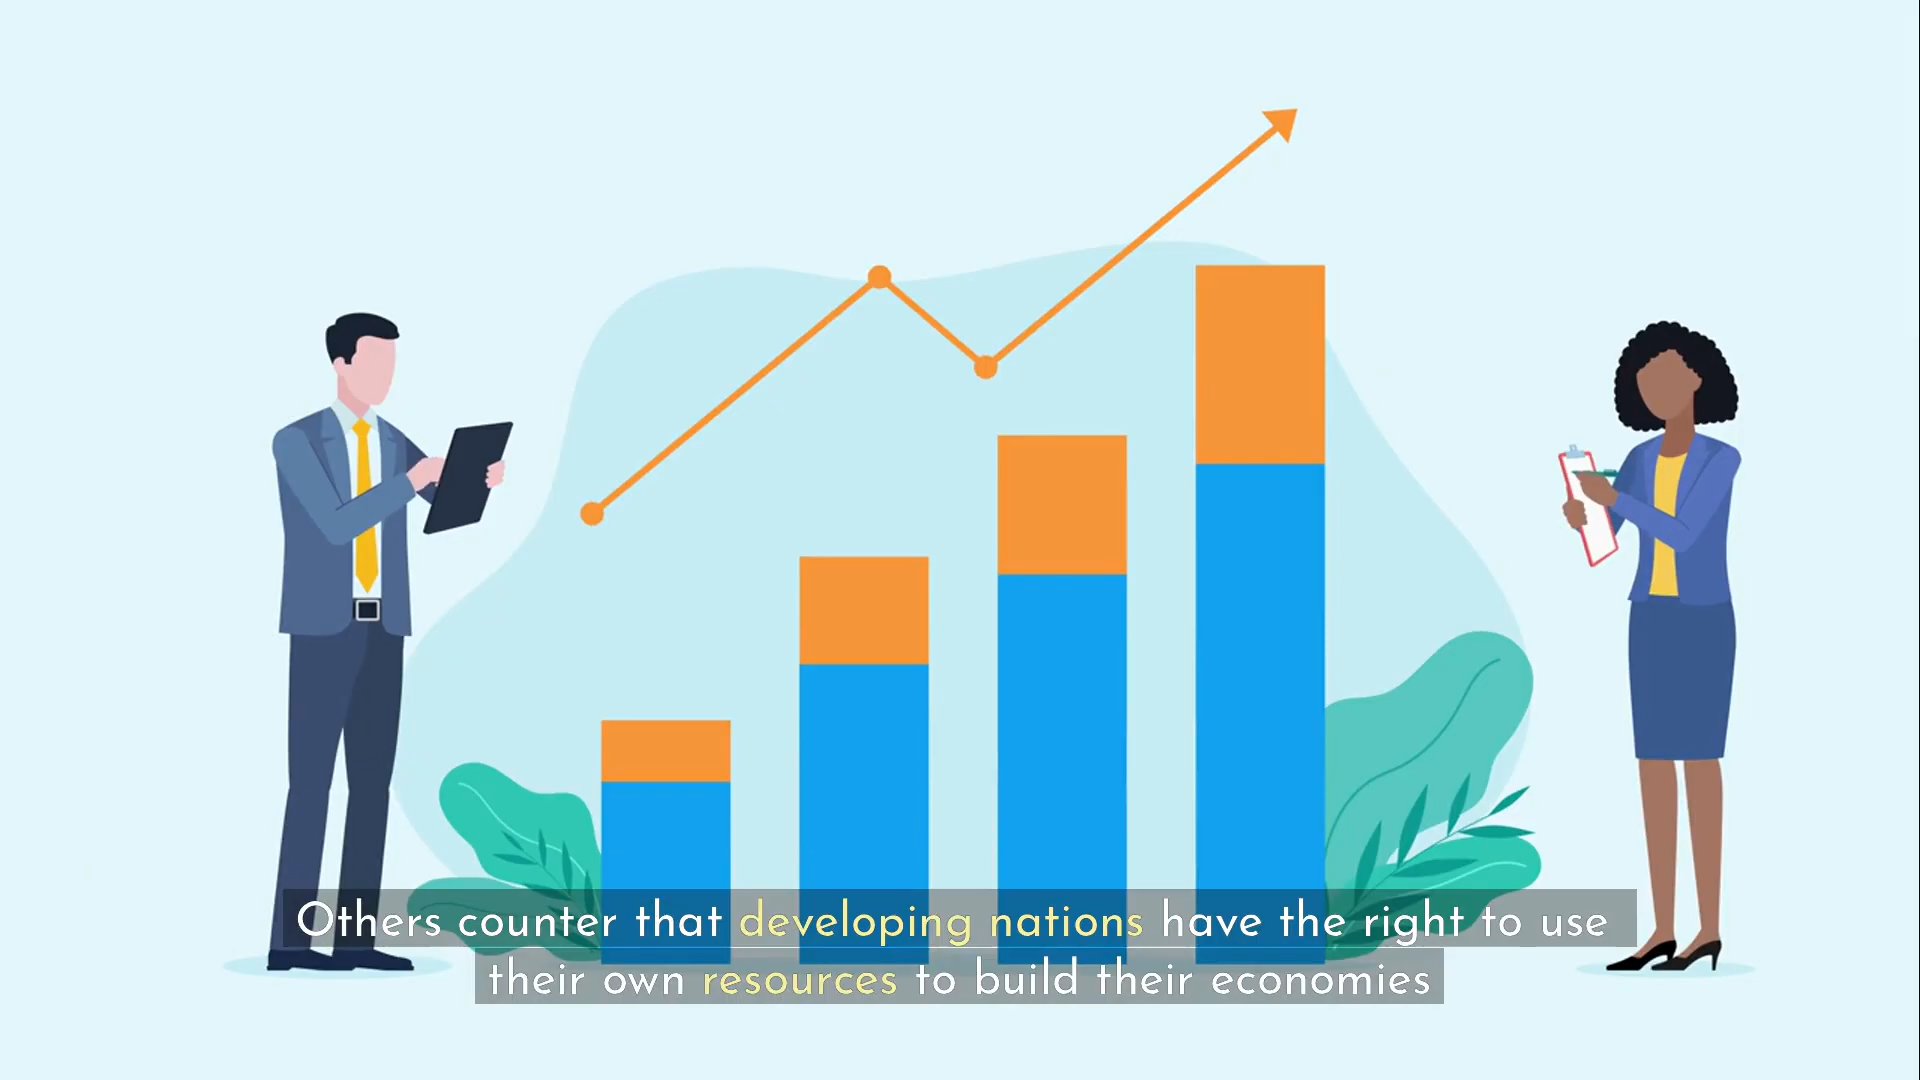 Others counter that developing nations have the right to use
their own resources to build their economies